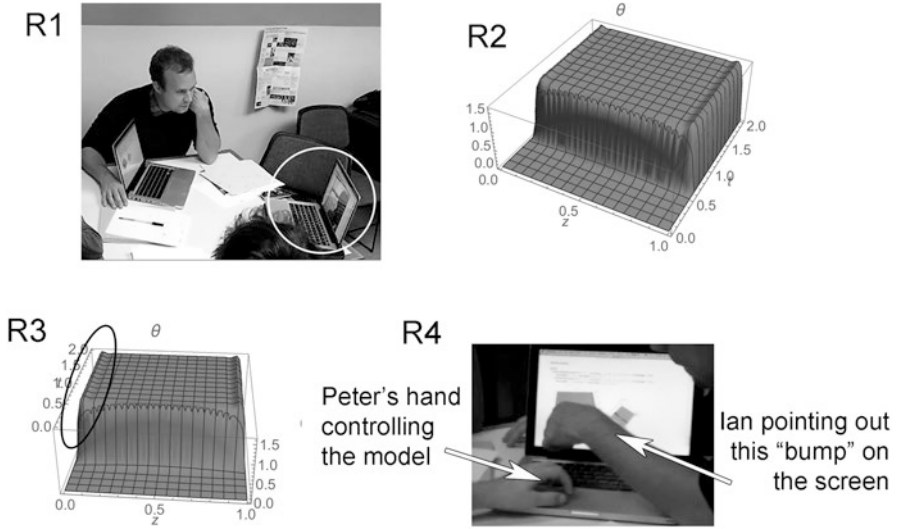 R1
R2
θ
1.5
1.0
0.5
0.0
0.0
0.5
z
1.0
0.0
0.5
1.0
t
1.5
2.0
R3
θ
2.0
1.5
1.0
t
0.5
0.0
0.0
0.5
z
1.0
0.0
0.5
1.0
1.5
R4
Peter's hand
controlling
the model
Ian pointing out
this "bump" on
the screen